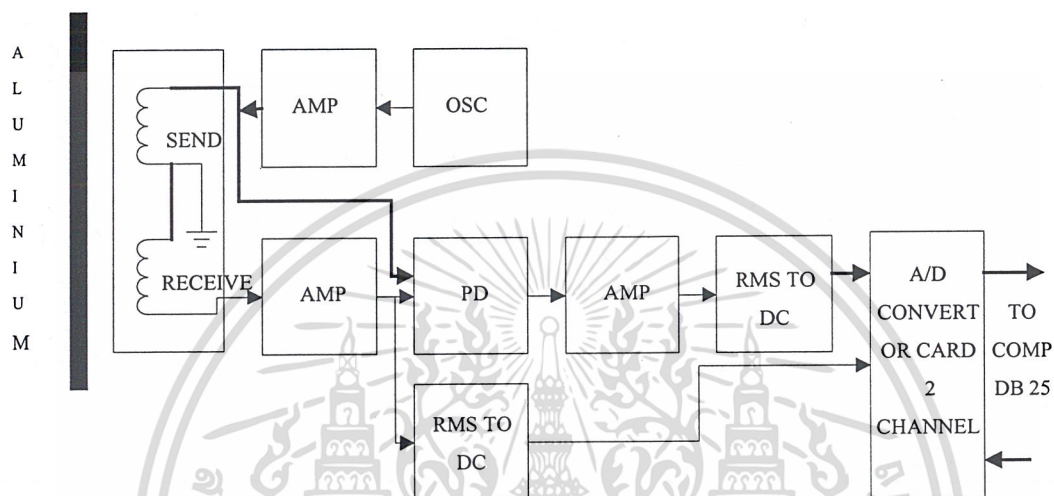 ALUMINIUM
SEND
AMP
OSC
RECEIVE
AMP
PD
AMP
RMS TO
DC
A/D
CONVERT
OR CARD
2
CHANNEL
TO
COMP
DB 25
RMS TO
DC